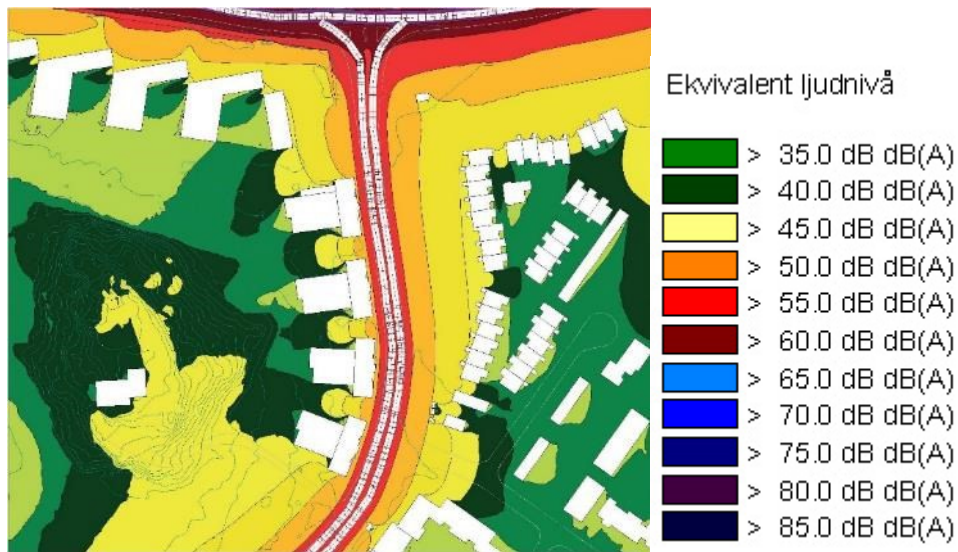 Ekvivalent ljudnivå
> 35.0 dB dB(A)
> 40.0 dB dB(A)
> 45.0 dB dB(A)
> 50.0 dB dB(A)
> 55.0 dB dB(A)
> 60.0 dB dB(A)
> 65.0 dB dB(A)
> 70.0 dB dB(A)
> 75.0 dB dB(A)
> 80.0 dB dB(A)
> 85.0 dB dB(A)